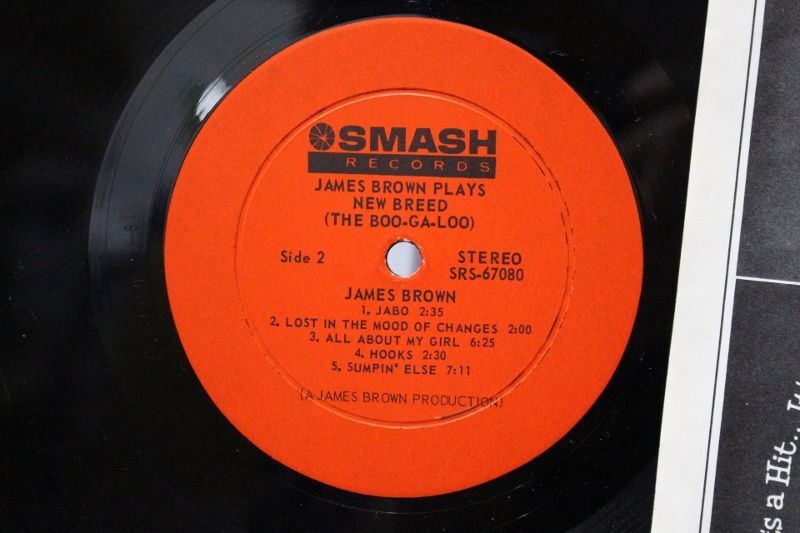 SMASH
RECORDS
JAMES BROWN PLAYS
NEW BREED
(THE BOO-GA-LOO)
Side 2
STEREO
SRS-67080
JAMES BROWN
1. JABO 2:35
2. LOST IN THE MOOD OF CHANGES 2:00
3. ALL ABOUT MY GIRL 6:25
4. HOOKS 2:30
5. SUMPIN' ELSE 7:11
(A JAMES BROWN PRODUCTION)
a Hit..